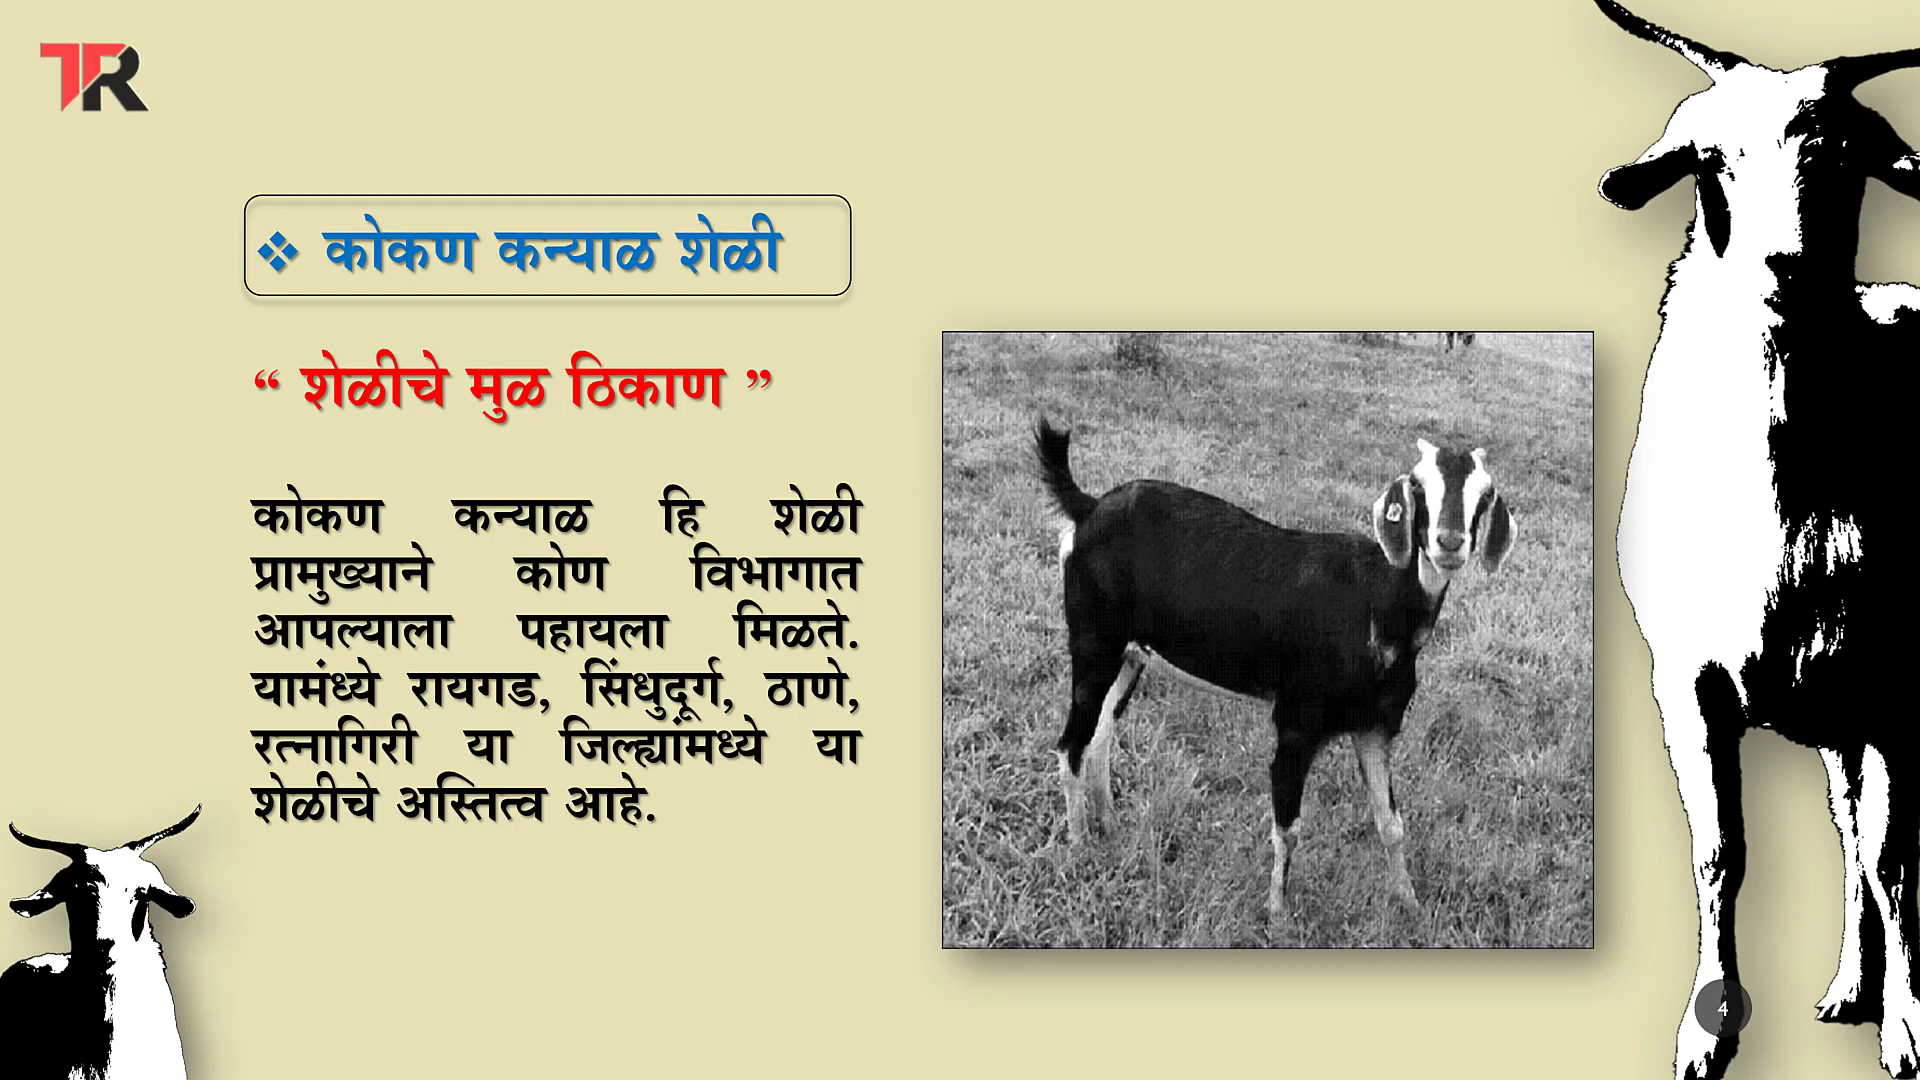 TR
❖ कोकण कन्याळ शेळी
“ शेळीचे मुळ ठिकाण ”
कोकण कन्याळ हि शेळी
प्रामुख्याने कोण विभागात
आपल्याला पहायला मिळते.
यामंध्ये रायगड, सिंधुदूर्ग, ठाणे,
रत्नागिरी या जिल्ह्यांमध्ये या
शेळीचे अस्तित्व आहे.
4